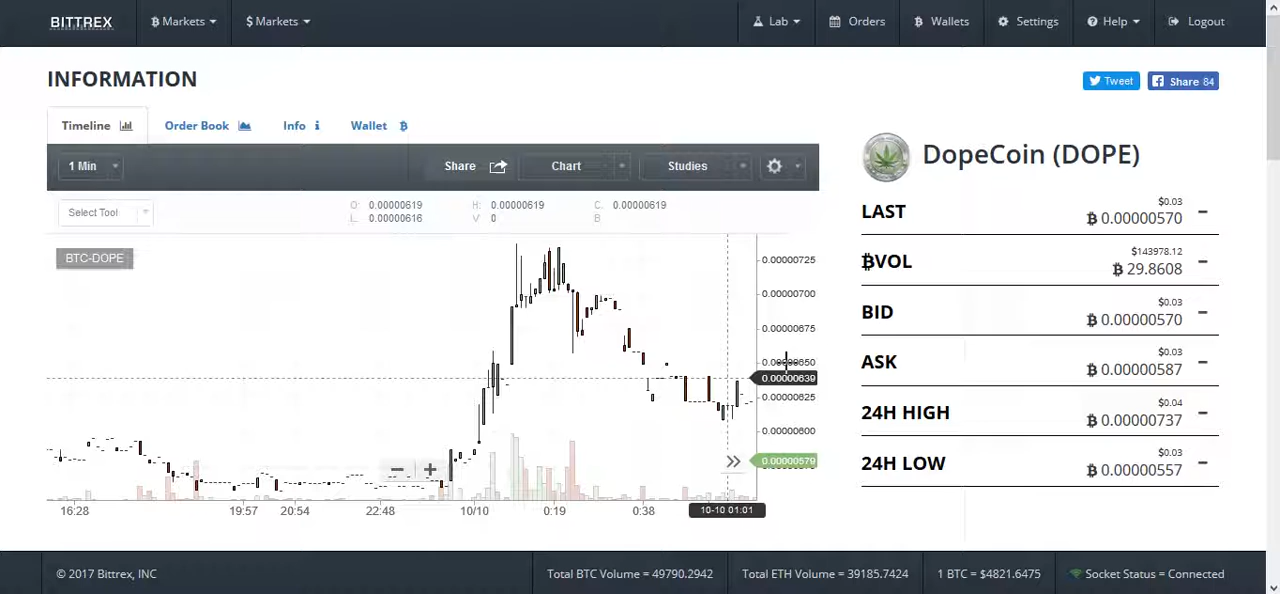 BITTREX
Ƀ Markets
$ Markets
Lab
Orders
Ƀ Wallets
Settings
Help
Logout
INFORMATION
Tweet
Share 84
Timeline
Order Book
Info
Wallet
1 Min
Share
Chart
Studies
Select Tool
O: 0.00000619 H: 0.00000619 C: 0.00000619
L: 0.00000616 V: 0 B
BTC-DOPE
0.00000725
0.00000700
0.00000675
0.00000650
0.00000639
0.00000625
0.00000600
0.00000579
16:28 19:57 20:54 22:48 10/10 0:19 0:38 10-10 01:01
DopeCoin (DOPE)
$0.03
LAST Ƀ 0.00000570
$143978.12
ɃVOL Ƀ 29.8608
$0.03
BID Ƀ 0.00000570
$0.03
ASK Ƀ 0.00000587
$0.04
24H HIGH Ƀ 0.00000737
$0.03
24H LOW Ƀ 0.00000557
© 2017 Bittrex, INC
Total BTC Volume = 49790.2942
Total ETH Volume = 39185.7424
1 BTC = $4821.6475
Socket Status = Connected